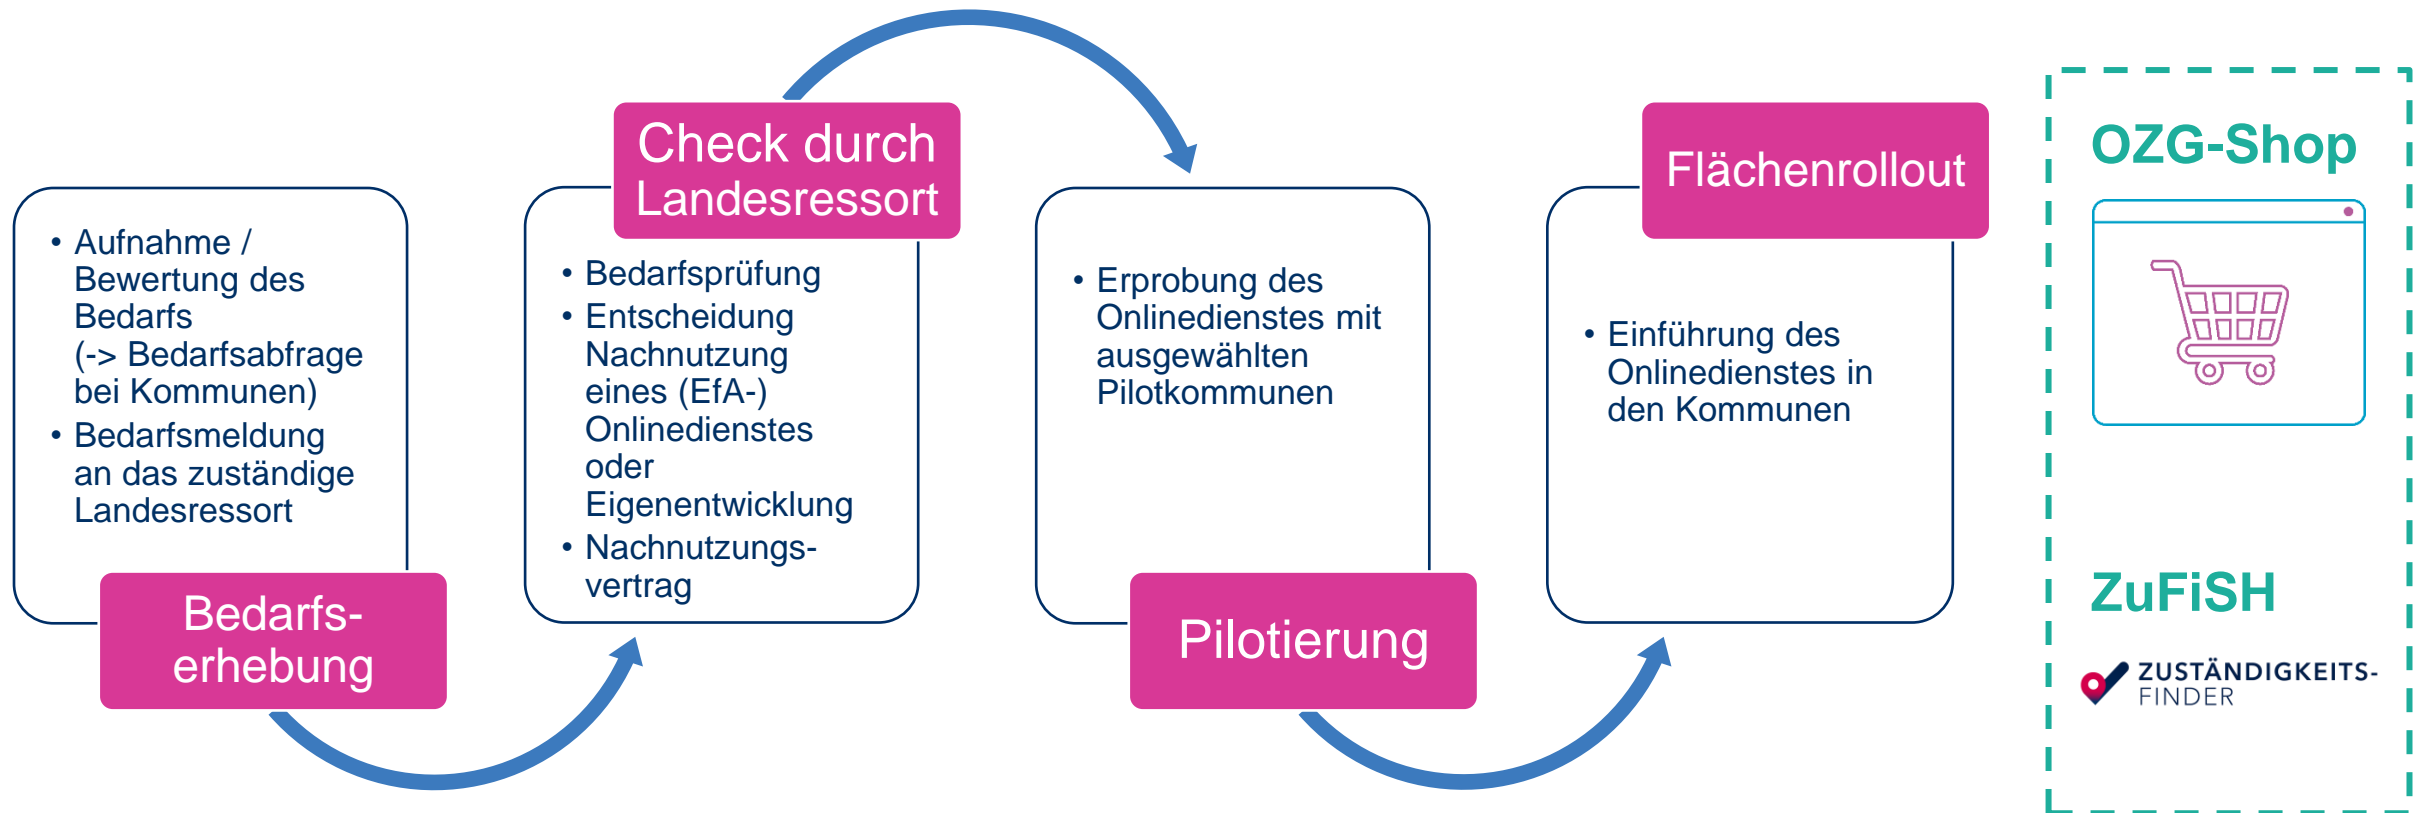 • Aufnahme /
Bewertung des
Bedarfs
(-> Bedarfsabfrage
bei Kommunen)
• Bedarfsmeldung
an das zuständige
Landesressort
Bedarfs-
erhebung
Check durch
Landesressort
• Bedarfsprüfung
• Entscheidung
Nachnutzung
eines (EfA-)
Onlinedienstes
oder
Eigenentwicklung
• Nachnutzungs-
vertrag
• Erprobung des
Onlinedienstes mit
ausgewählten
Pilotkommunen
Pilotierung
Flächenrollout
• Einführung des
Onlinedienstes in
den Kommunen
OZG-Shop
ZuFiSH
ZUSTÄNDIGKEITS-
FINDER